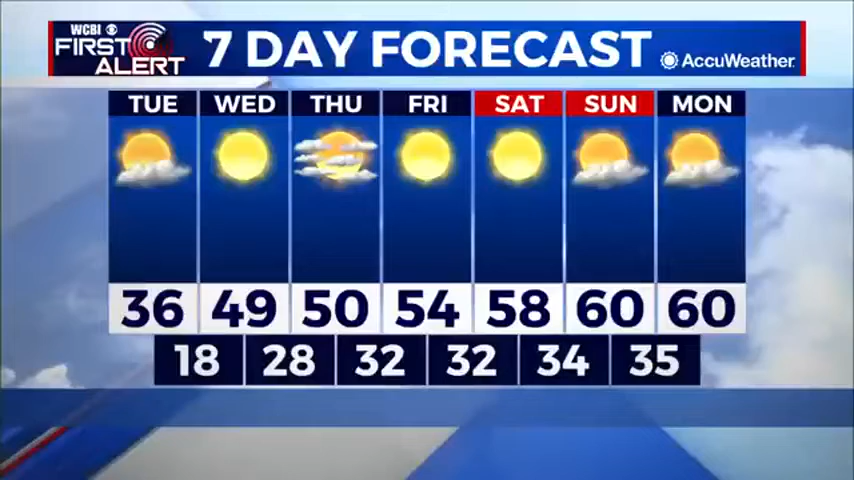 WCBI
FIRST
ALERT
7 DAY FORECAST
AccuWeather
TUE WED THU FRI SAT SUN MON
36 49 50 54 58 60 60
18 28 32 32 34 35